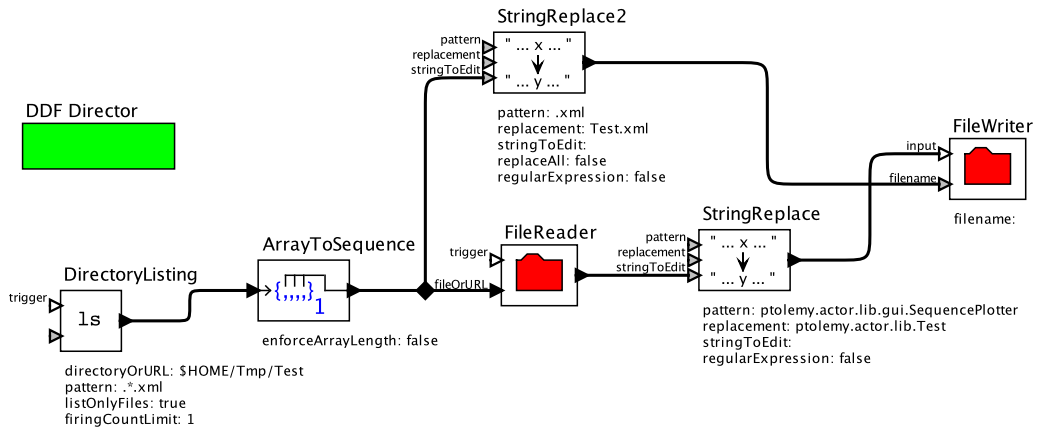 StringReplace2
pattern
replacement
stringToEdit
" ... x ... "
" ... y ... "
pattern: .xml
replacement: Test.xml
stringToEdit:
replaceAll: false
regularExpression: false
DDF Director
FileWriter
input
filename
filename:
StringReplace
pattern
replacement
stringToEdit
" ... x ... "
" ... y ... "
pattern: ptolemy.actor.lib.gui.SequencePlotter
replacement: ptolemy.actor.lib.Test
stringToEdit:
regularExpression: false
FileReader
trigger
fileOrURL
ArrayToSequence
{,,,,}
1
enforceArrayLength: false
DirectoryListing
trigger
ls
directoryOrURL: $HOME/Tmp/Test
pattern: .*.xml
listOnlyFiles: true
firingCountLimit: 1